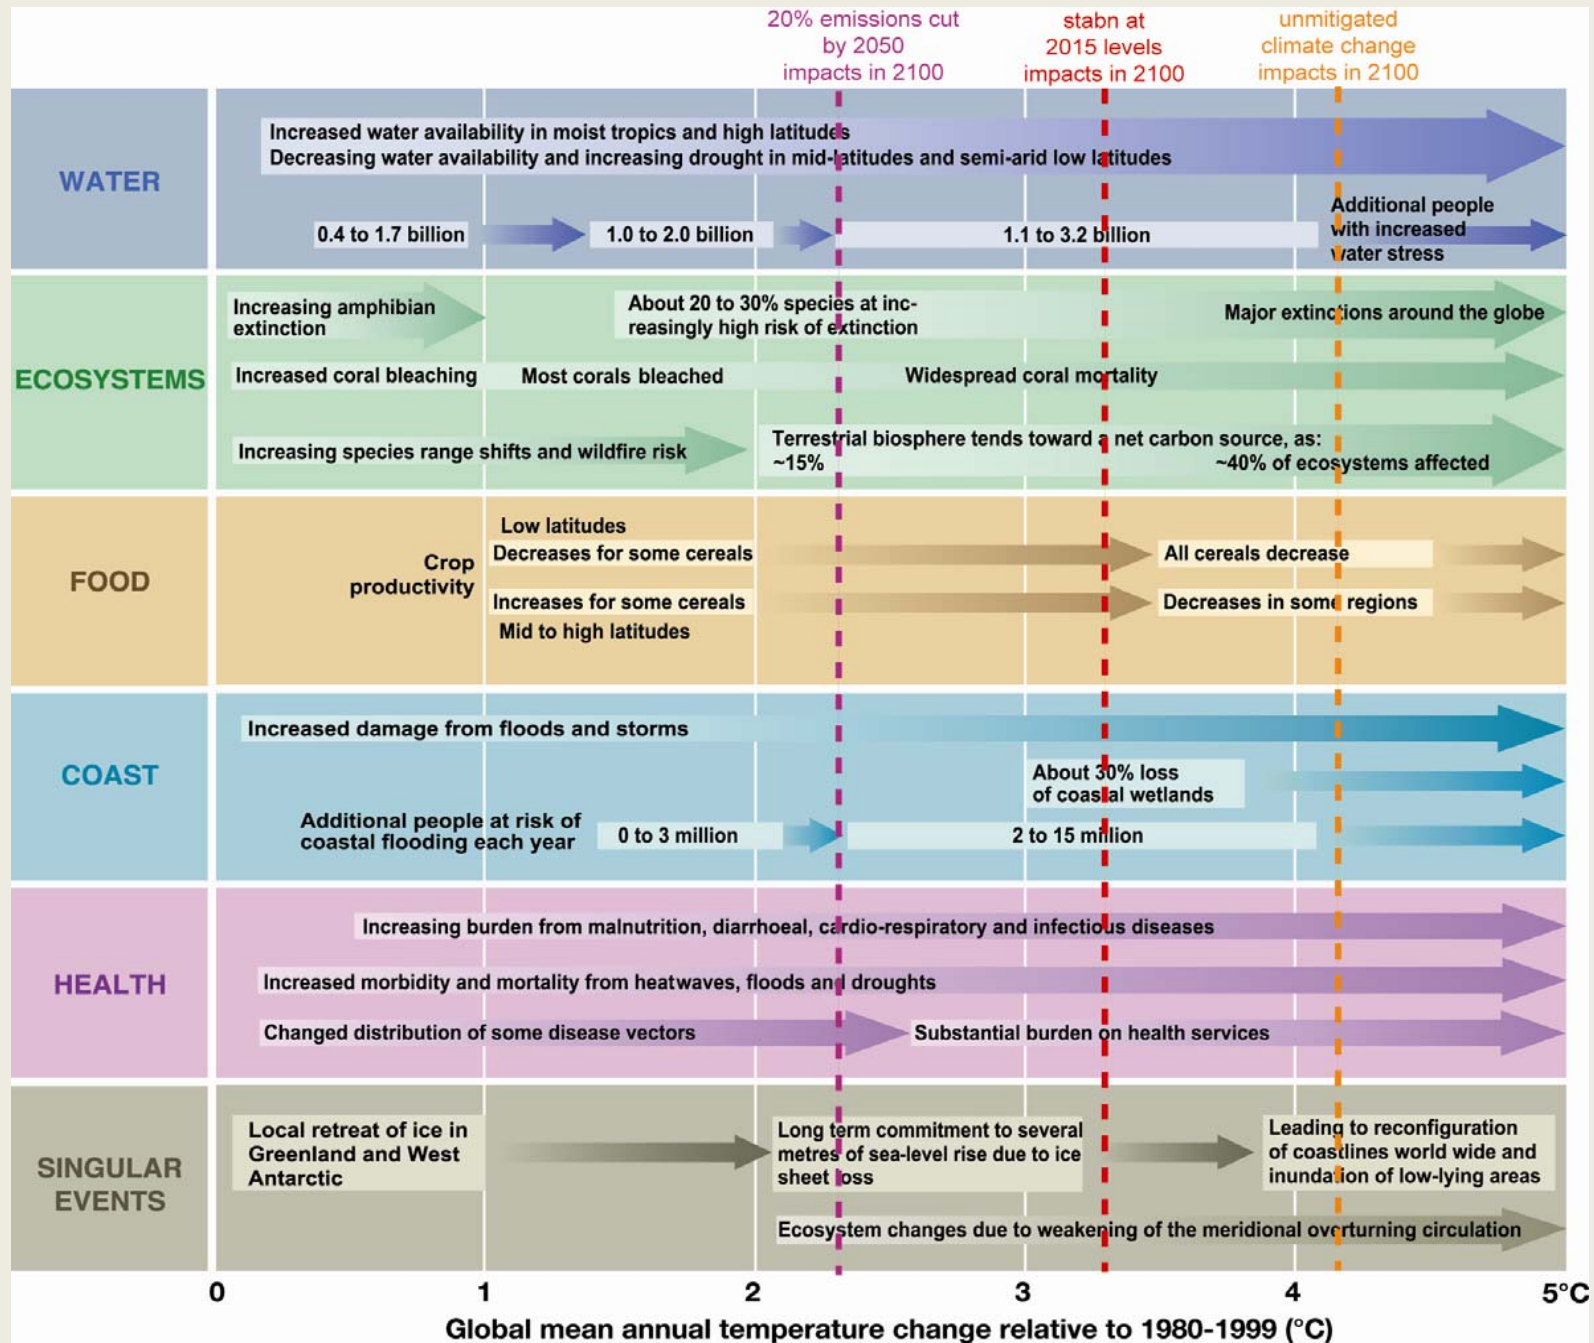 20% emissions cut
by 2050
impacts in 2100
stabn at
2015 levels
impacts in 2100
unmitigated
climate change
impacts in 2100
WATER
Increased water availability in moist tropics and high latitudes
Decreasing water availability and increasing drought in mid-latitudes and semi-arid low latitudes
0.4 to 1.7 billion
1.0 to 2.0 billion
1.1 to 3.2 billion
Additional people
with increased
water stress
ECOSYSTEMS
Increasing amphibian
extinction
About 20 to 30% species at inc-
reasingly high risk of extinction
Major extinctions around the globe
Increased coral bleaching
Most corals bleached
Widespread coral mortality
Increasing species range shifts and wildfire risk
Terrestrial biosphere tends toward a net carbon source, as:
~15%
~40% of ecosystems affected
FOOD
Crop
productivity
Low latitudes
Decreases for some cereals
All cereals decrease
Increases for some cereals
Decreases in some regions
Mid to high latitudes
COAST
Increased damage from floods and storms
About 30% loss
of coastal wetlands
Additional people at risk of
coastal flooding each year
0 to 3 million
2 to 15 million
HEALTH
Increasing burden from malnutrition, diarrhoeal, cardio-respiratory and infectious diseases
Increased morbidity and mortality from heatwaves, floods and droughts
Changed distribution of some disease vectors
Substantial burden on health services
SINGULAR
EVENTS
Local retreat of ice in
Greenland and West
Antarctic
Long term commitment to several
metres of sea-level rise due to ice
sheet loss
Leading to reconfiguration
of coastlines world wide and
inundation of low-lying areas
Ecosystem changes due to weakening of the meridional overturning circulation
0 1 2 3 4 5°C
Global mean annual temperature change relative to 1980-1999 (°C)